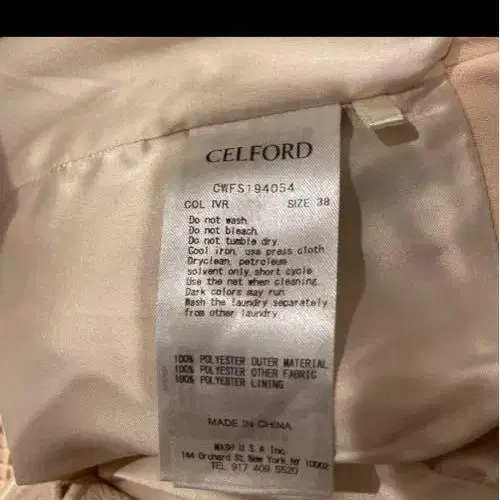 CELFORD
CWFS194054
COL IVR SIZE 38
Do not wash
Do not bleach
Do not tumble dry.
Cool iron, use press cloth
Dryclean, petroleum
solvent only, short cycle
Use the net when cleaning.
Dark colors may run.
Wash the laundry separately
from other laundry
100% POLYESTER OUTER MATERIAL
100% POLYESTER OTHER FABRIC
100% POLYESTER LINING
MADE IN CHINA
MASH U.S.A Inc.
144 Orchard St, New York NY 10002
TEL 917 409 5520